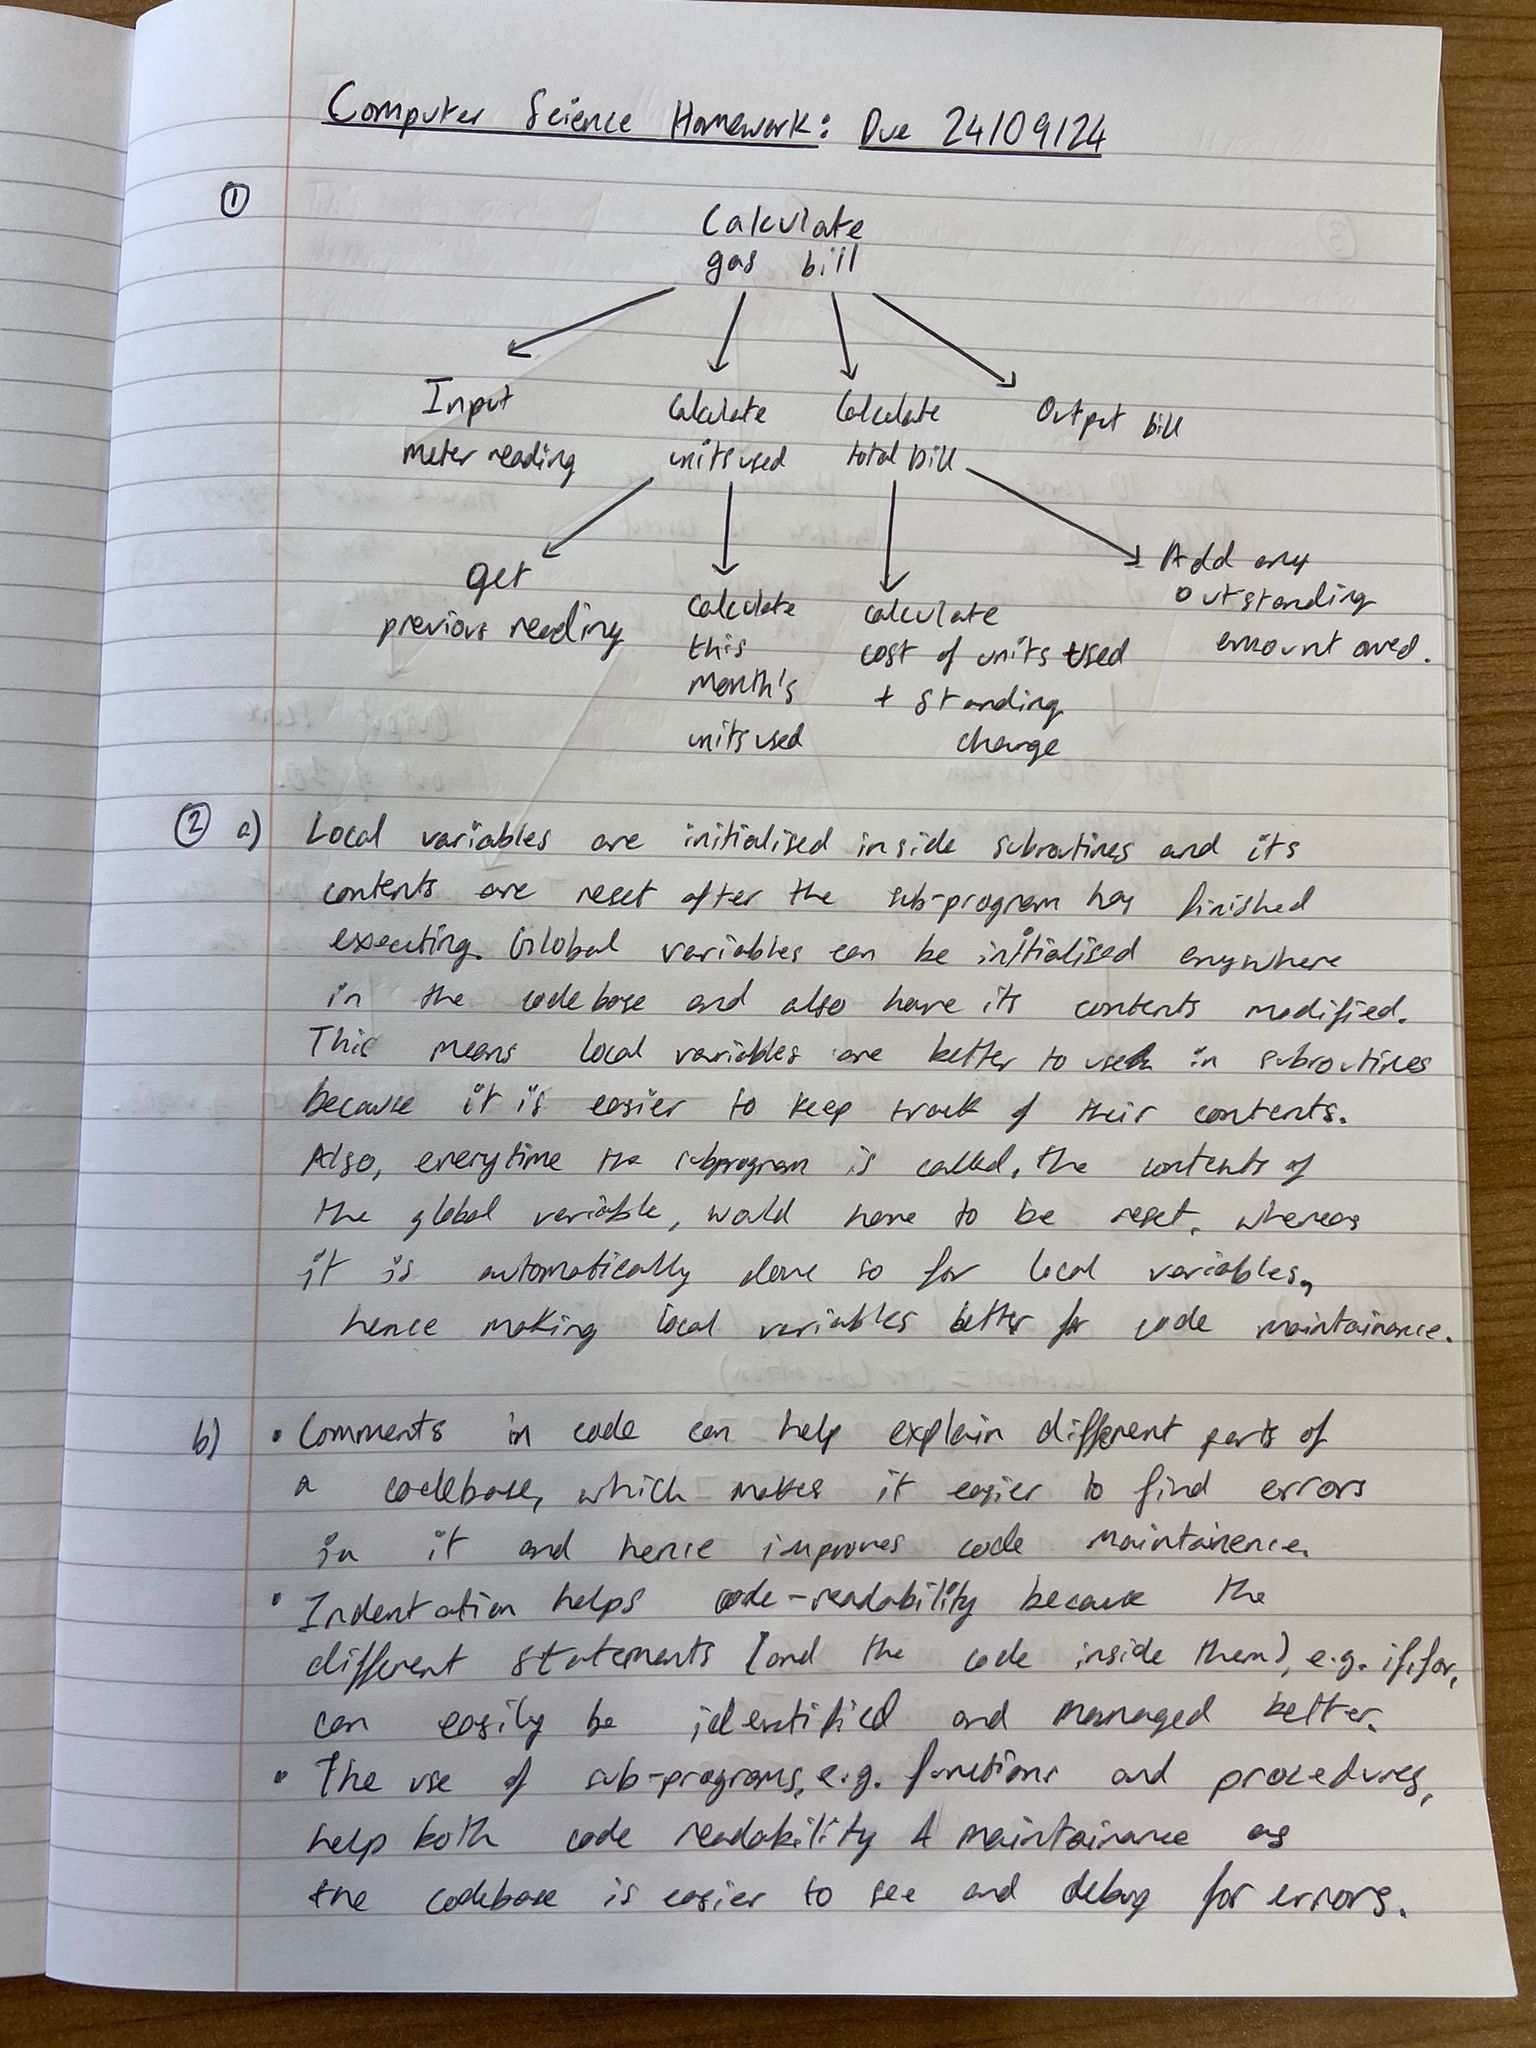 Computer Science Homework: Due 24/09/24
①
Calculate
gas bill
Input
meter reading
Calculate
units used
Calculate
total bill
Output bill
get
previous reading
calculate
this
month's
units used
calculate
cost of units used
+ standing
charge
Add any
outstanding
amount owed.
② a) Local variables are initialised inside subroutines and its
contents are reset after the sub-program has finished
executing. Global variables can be initialised anywhere
in the codebase and also have its contents modified.
This means local variables are better to use in subroutines
because it is easier to keep track of their contents.
Also, everytime the subprogram is called, the contents of
the global variable, would have to be reset, whereas
it is automatically done so for local variables,
hence making local variables better for code maintainance.
b) • Comments in code can help explain different parts of
a codebase, which makes it easier to find errors
in it and hence improves code maintainence.
• Indentation helps code-readability because the
different statements (and the code inside them), e.g. if, for,
can easily be identified and managed better.
• The use of sub-programs, e.g. functions and procedures,
help both code readability & maintainance as
the codebase is easier to see and debug for errors.